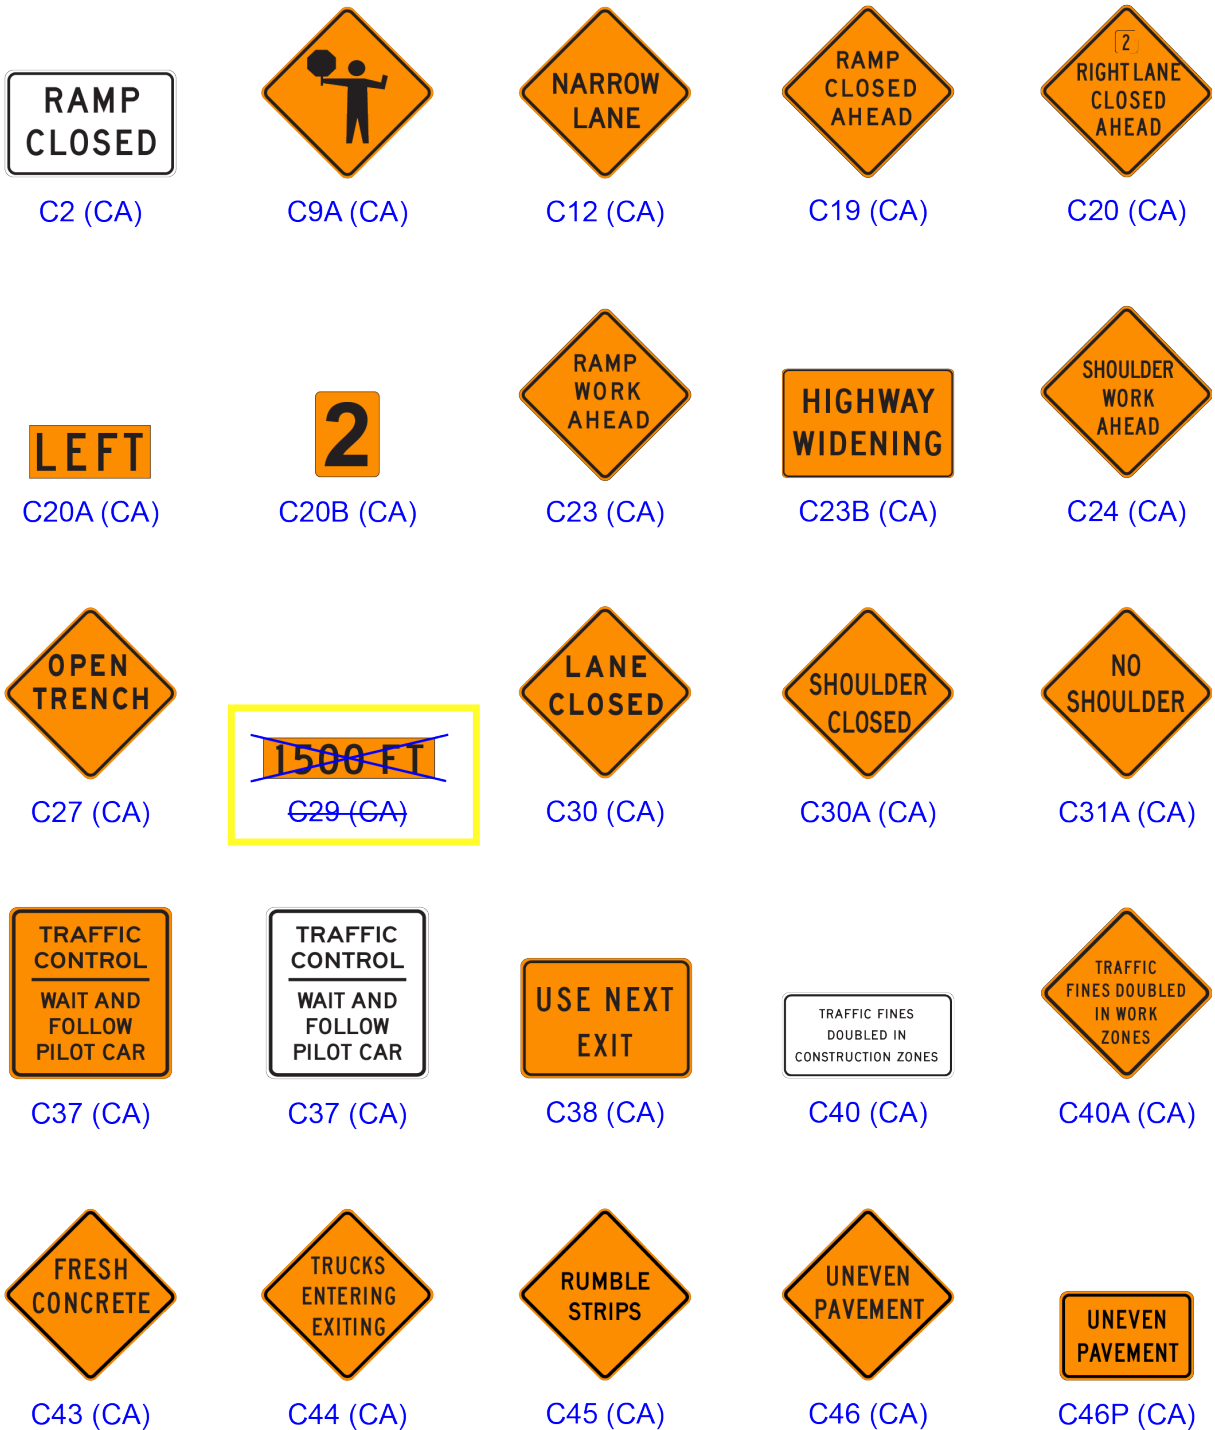 RAMP
CLOSED
C2 (CA)
C9A (CA)
NARROW
LANE
C12 (CA)
RAMP
CLOSED
AHEAD
C19 (CA)
2
RIGHT LANE
CLOSED
AHEAD
C20 (CA)
LEFT
C20A (CA)
2
C20B (CA)
RAMP
WORK
AHEAD
C23 (CA)
HIGHWAY
WIDENING
C23B (CA)
SHOULDER
WORK
AHEAD
C24 (CA)
OPEN
TRENCH
C27 (CA)
1500 FT
C29 (CA)
LANE
CLOSED
C30 (CA)
SHOULDER
CLOSED
C30A (CA)
NO
SHOULDER
C31A (CA)
TRAFFIC
CONTROL
WAIT AND
FOLLOW
PILOT CAR
C37 (CA)
TRAFFIC
CONTROL
WAIT AND
FOLLOW
PILOT CAR
C37 (CA)
USE NEXT
EXIT
C38 (CA)
TRAFFIC FINES
DOUBLED IN
CONSTRUCTION ZONES
C40 (CA)
TRAFFIC
FINES DOUBLED
IN WORK
ZONES
C40A (CA)
FRESH
CONCRETE
C43 (CA)
TRUCKS
ENTERING
EXITING
C44 (CA)
RUMBLE
STRIPS
C45 (CA)
UNEVEN
PAVEMENT
C46 (CA)
UNEVEN
PAVEMENT
C46P (CA)